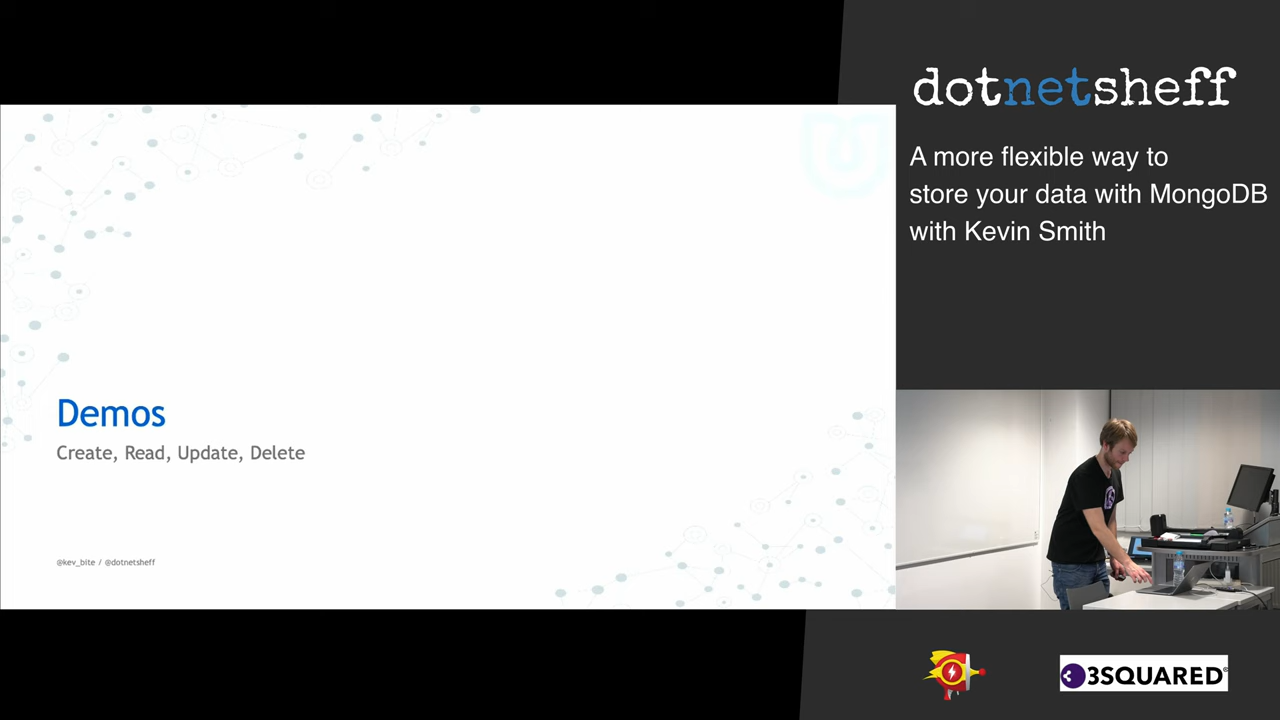 dotnetsheff
A more flexible way to
store your data with MongoDB
with Kevin Smith
Demos
Create, Read, Update, Delete
@kev_bite / @dotnetsheff
3SQUARED